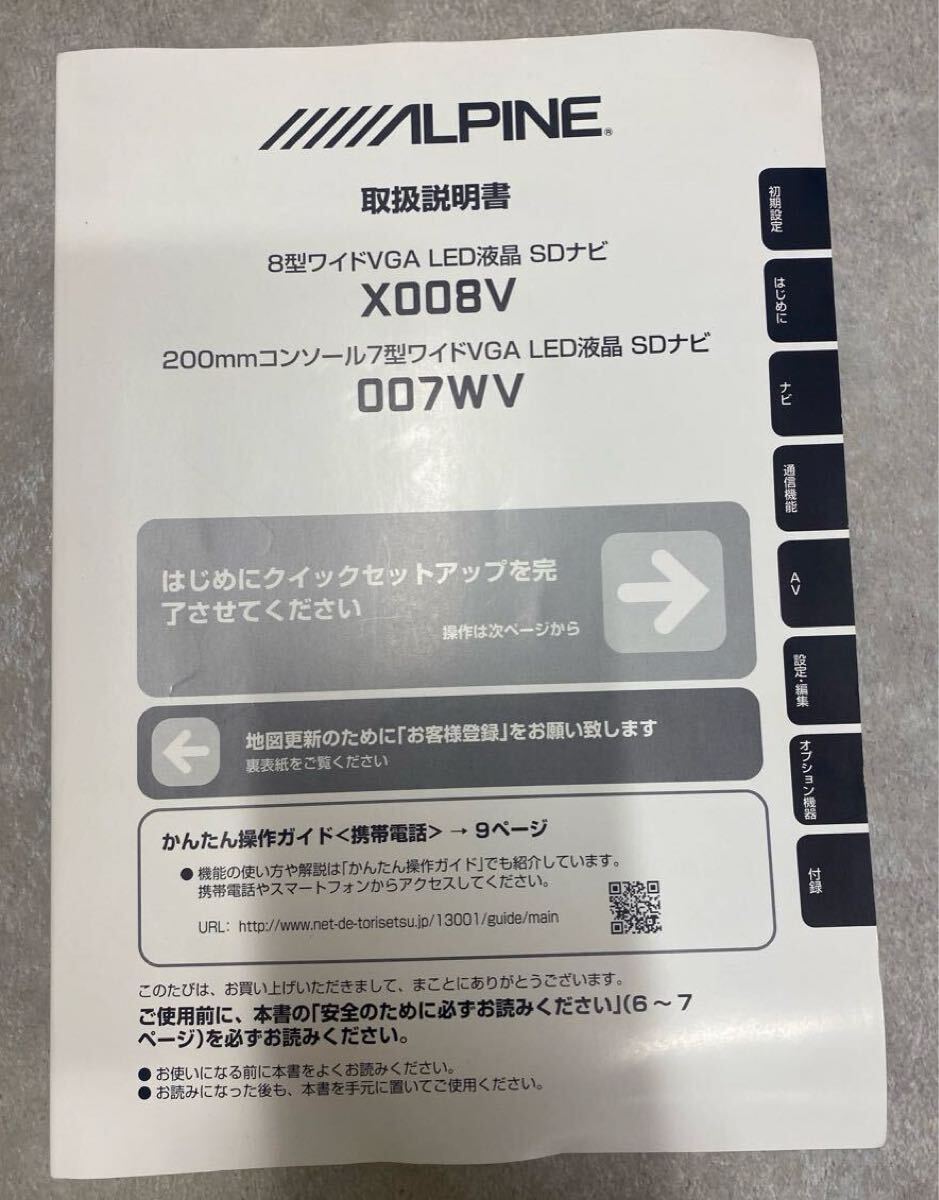 ALPINE®
取扱説明書
8型ワイドVGA LED液晶 SDナビ
X008V
200mmコンソール7型ワイドVGA LED液晶 SDナビ
007WV
はじめにクイックセットアップを完
了させてください
操作は次ページから
地図更新のために「お客様登録」をお願い致します
裏表紙をご覧ください
かんたん操作ガイド<携帯電話> → 9ページ
● 機能の使い方や解説は「かんたん操作ガイド」でも紹介しています。
携帯電話やスマートフォンからアクセスしてください。
URL: http://www.net-de-torisetsu.jp/13001/guide/main
このたびは、お買い上げいただきまして、まことにありがとうございます。
ご使用前に、本書の「安全のために必ずお読みください」(6 ～ 7
ページ)を必ずお読みください。
● お使いになる前に本書をよくお読みください。
● お読みになった後も、本書を手元に置いてご使用ください。
初期設定
はじめに
ナビ
通信機能
AV
設定・編集
オプション機器
付録